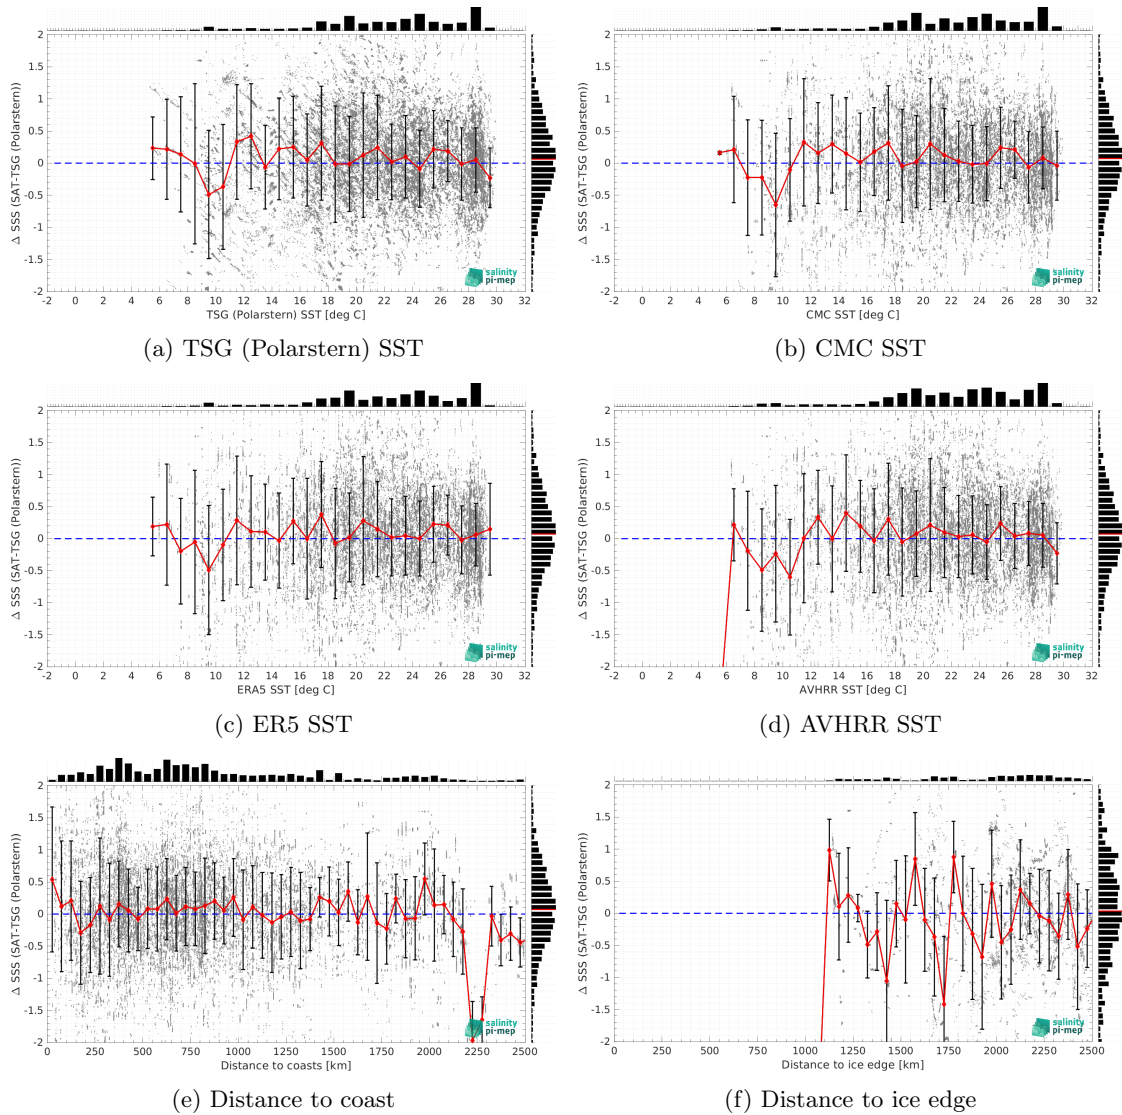 2
1.5
1
0.5
0
-0.5
-1
-1.5
-2
Δ SSS (SAT-TSG (Polarstern))
salinity
pi-mep
-2 0 2 4 6 8 10 12 14 16 18 20 22 24 26 28 30 32
TSG (Polarstern) SST [deg C]
(a) TSG (Polarstern) SST
2
1.5
1
0.5
0
-0.5
-1
-1.5
-2
Δ SSS (SAT-TSG (Polarstern))
salinity
pi-mep
-2 0 2 4 6 8 10 12 14 16 18 20 22 24 26 28 30 32
CMC SST [deg C]
(b) CMC SST
2
1.5
1
0.5
0
-0.5
-1
-1.5
-2
Δ SSS (SAT-TSG (Polarstern))
salinity
pi-mep
-2 0 2 4 6 8 10 12 14 16 18 20 22 24 26 28 30 32
ERA5 SST [deg C]
(c) ER5 SST
2
1.5
1
0.5
0
-0.5
-1
-1.5
-2
Δ SSS (SAT-TSG (Polarstern))
salinity
pi-mep
-2 0 2 4 6 8 10 12 14 16 18 20 22 24 26 28 30 32
AVHRR SST [deg C]
(d) AVHRR SST
2
1.5
1
0.5
0
-0.5
-1
-1.5
-2
Δ SSS (SAT-TSG (Polarstern))
salinity
pi-mep
0 250 500 750 1000 1250 1500 1750 2000 2250 2500
Distance to coasts [km]
(e) Distance to coast
2
1.5
1
0.5
0
-0.5
-1
-1.5
-2
Δ SSS (SAT-TSG (Polarstern))
salinity
pi-mep
0 250 500 750 1000 1250 1500 1750 2000 2250 2500
Distance to ice edge [km]
(f) Distance to ice edge